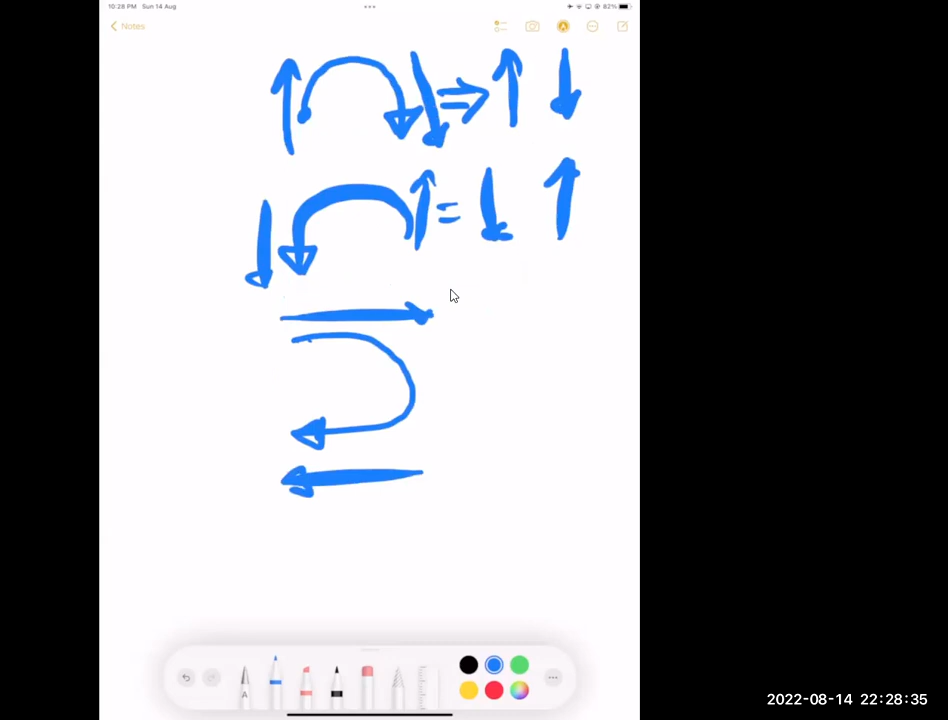 10:28 PM Sun 14 Aug
82%
Notes
=
A
2022-08-14 22:28:35